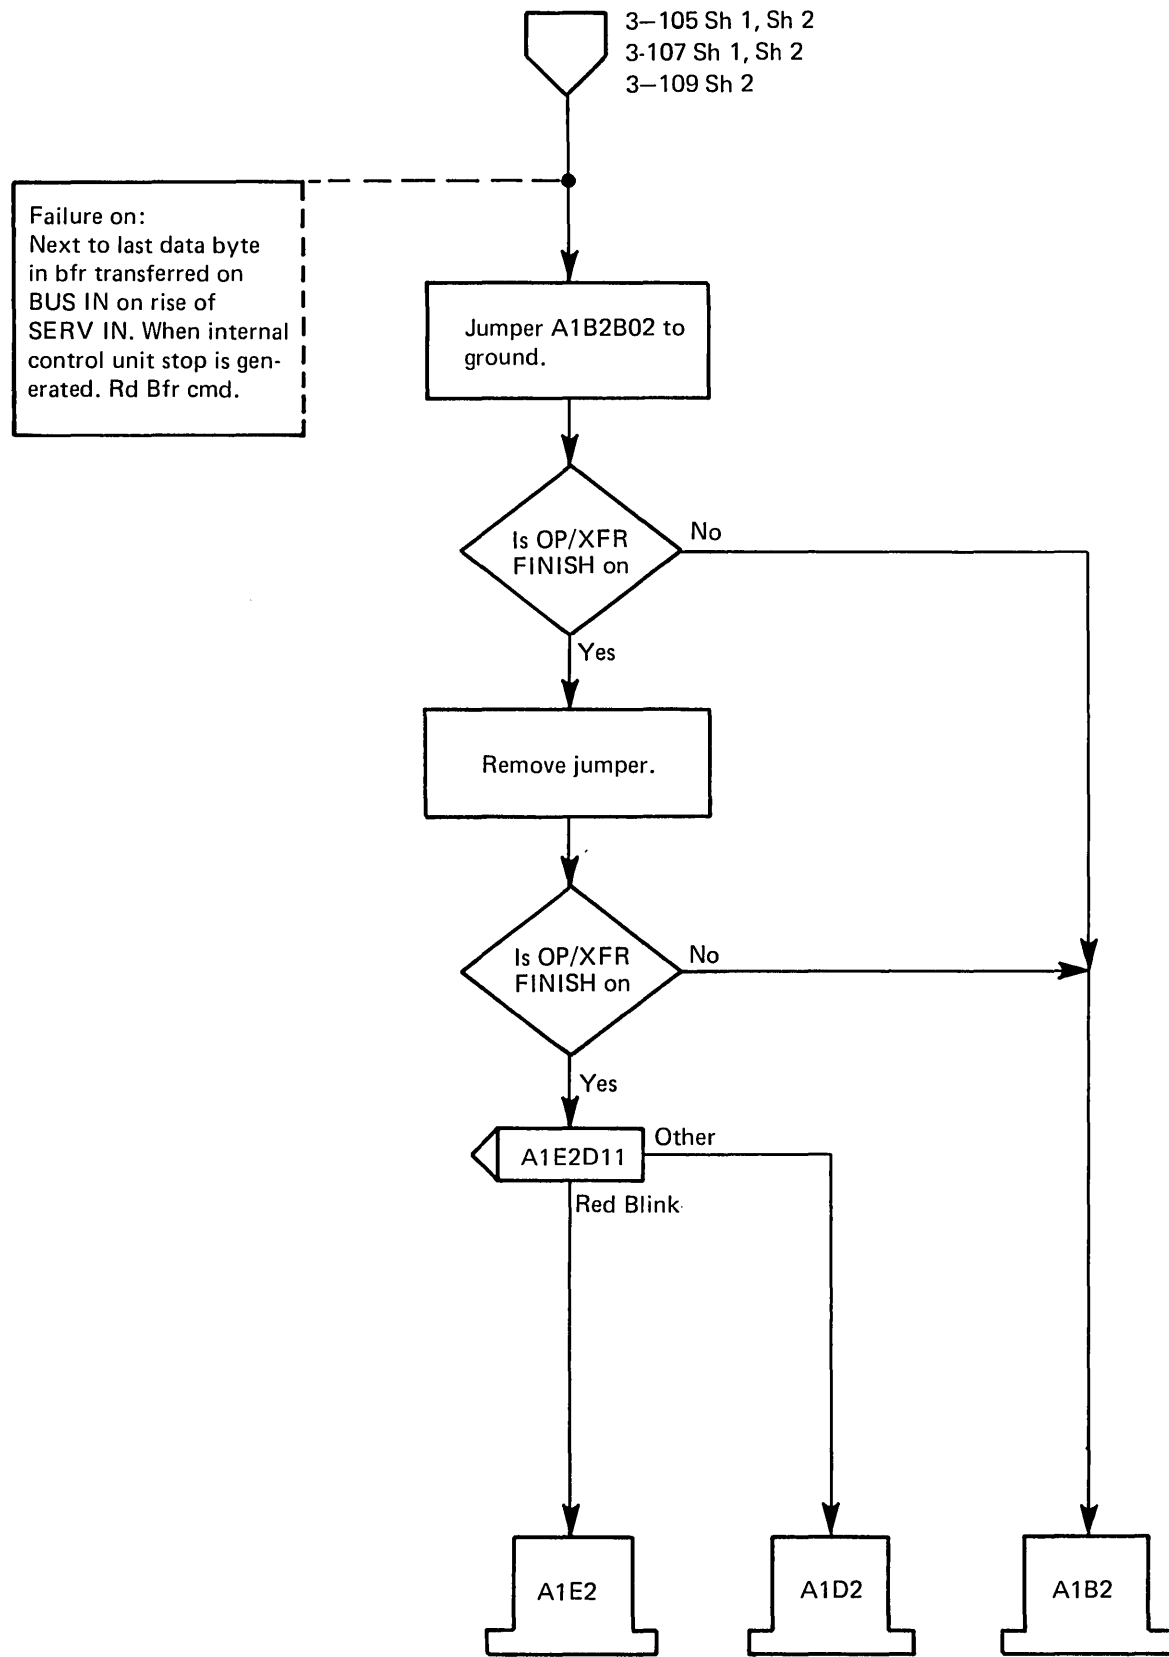 3–105 Sh 1, Sh 2
3-107 Sh 1, Sh 2
3–109 Sh 2
Failure on:
Next to last data byte
in bfr transferred on
BUS IN on rise of
SERV IN. When internal
control unit stop is gen-
erated. Rd Bfr cmd.
Jumper A1B2B02 to
ground.
Is OP/XFR
FINISH on
No
Yes
Remove jumper.
Is OP/XFR
FINISH on
No
Yes
A1E2D11
Other
Red Blink
A1E2
A1D2
A1B2